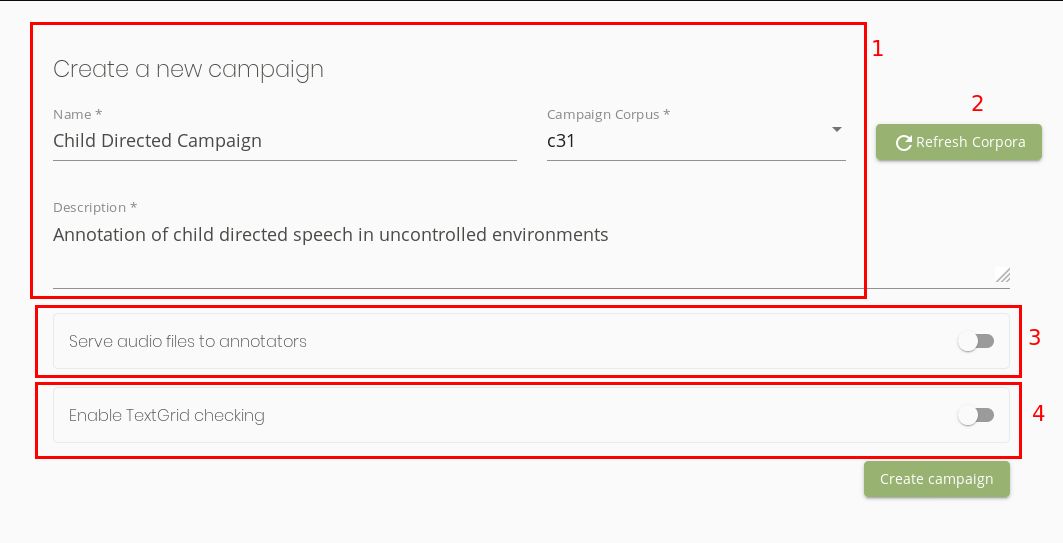 1
Create a new campaign
2
Name *
Campaign Corpus *
Child Directed Campaign
c31
Refresh Corpora
Description *
Annotation of child directed speech in uncontrolled environments
Serve audio files to annotators
3
Enable TextGrid checking
4
Create campaign